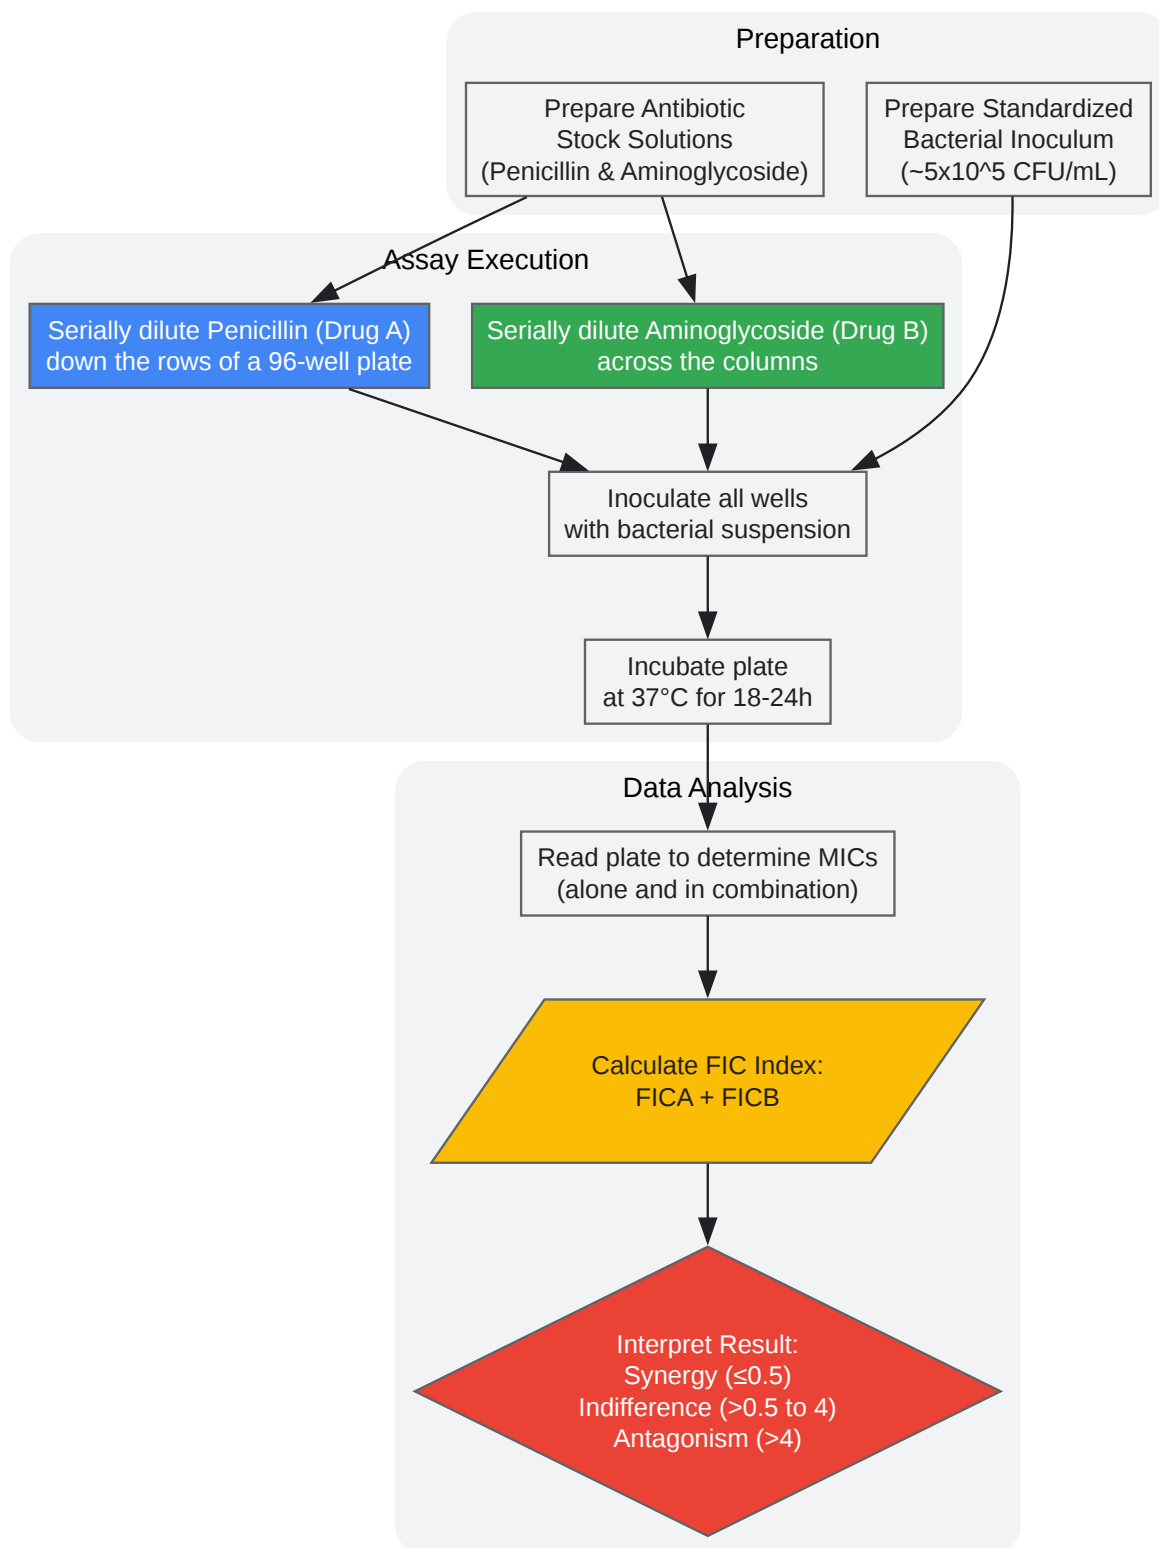 Preparation
Prepare Antibiotic
Stock Solutions
(Penicillin & Aminoglycoside)
Prepare Standardized
Bacterial Inoculum
(~5x10^5 CFU/mL)
Assay Execution
Serially dilute Penicillin (Drug A)
down the rows of a 96-well plate
Serially dilute Aminoglycoside (Drug B)
across the columns
Inoculate all wells
with bacterial suspension
Incubate plate
at 37°C for 18-24h
Data Analysis
Read plate to determine MICs
(alone and in combination)
Calculate FIC Index:
FICA + FICB
Interpret Result:
Synergy (≤0.5)
Indifference (>0.5 to 4)
Antagonism (>4)